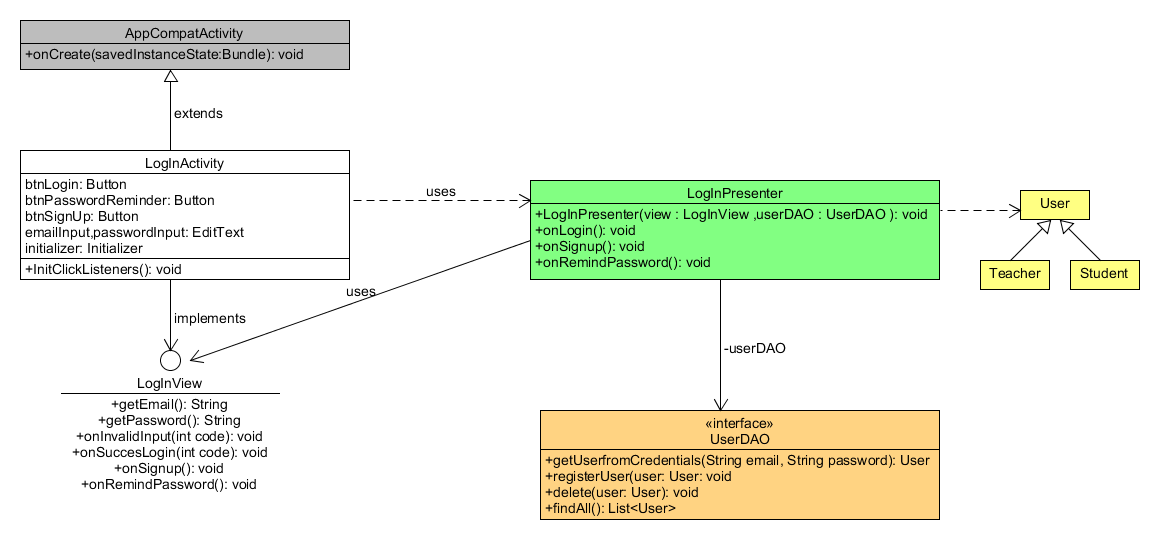 AppCompatActivity
+onCreate(savedInstanceState:Bundle): void
extends
LogInActivity
btnLogin: Button
btnPasswordReminder: Button
btnSignUp: Button
emailInput,passwordInput: EditText
initializer: Initializer
+InitClickListeners(): void
uses
LogInPresenter
+LogInPresenter(view : LogInView ,userDAO : UserDAO ): void
+onLogin(): void
+onSignup(): void
+onRemindPassword(): void
User
Teacher
Student
uses
implements
LogInView
+getEmail(): String
+getPassword(): String
+onInvalidInput(int code): void
+onSuccesLogin(int code): void
+onSignup(): void
+onRemindPassword(): void
-userDAO
«interface»
UserDAO
+getUserfromCredentials(String email, String password): User
+registerUser(user: User: void
+delete(user: User): void
+findAll(): List<User>